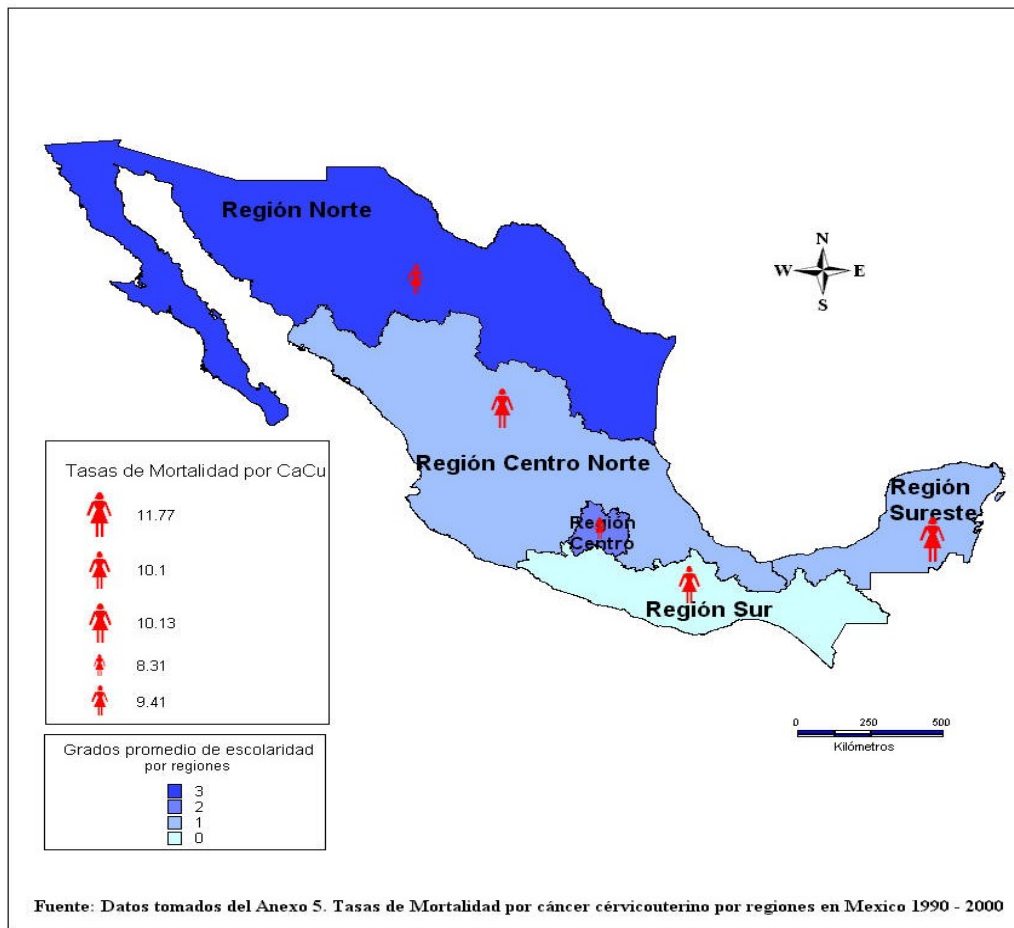 Región Norte
N
W E
S
Región Centro Norte
Región
Sureste
Región
Centro
Región Sur
Tasas de Mortalidad por CaCu
11.77
10.1
10.13
8.31
9.41
Grados promedio de escolaridad
por regiones
3
2
1
0
0 250 500
Kilómetros
Fuente: Datos tomados del Anexo 5. Tasas de Mortalidad por cáncer cérvicouterino por regiones en Mexico 1990 - 2000